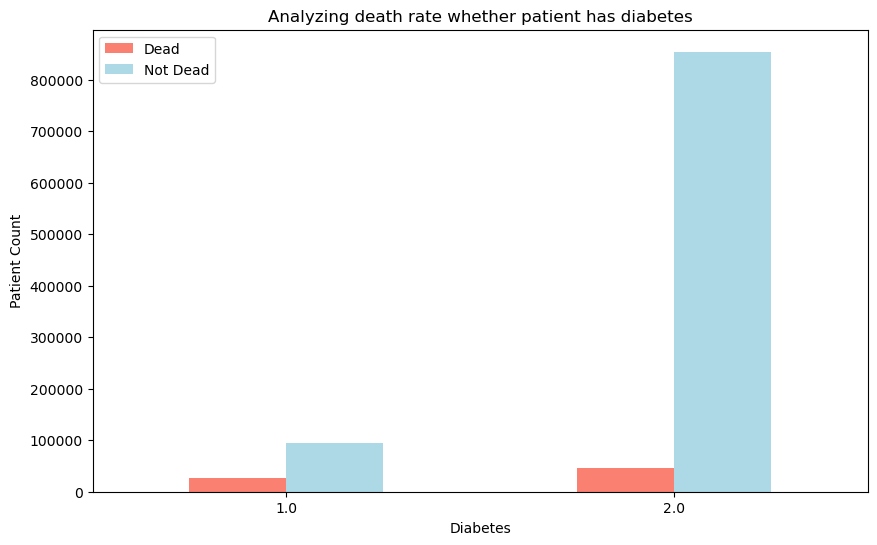 Analyzing death rate whether patient has diabetes
Dead
Not Dead
800000
700000
600000
500000
400000
300000
200000
100000
0
Patient Count
1.0
2.0
Diabetes